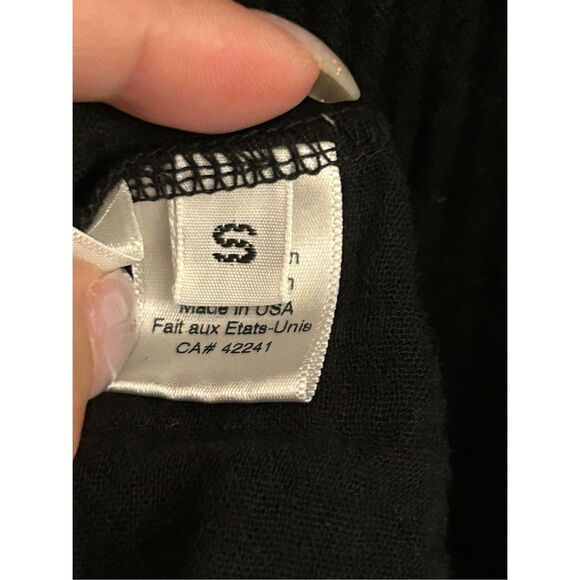 S
n
n
Made in USA
Fait aux Etats-Unis
CA# 42241